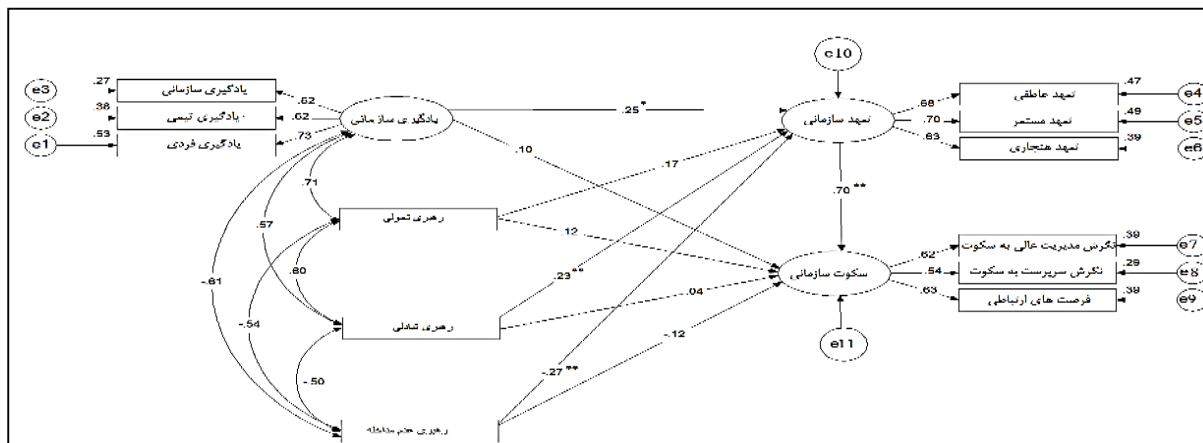 e10
.27
e3
یادگیری سازمانی
.62
.38
e2
یادگیری تیمی
.62
یادگیری سازمانی
.53
e1
یادگیری فردی
.73
.25*
تعهد سازمانی
.47
e4
تعهد عاطفی
.68
.49
e5
تعهد مستمر
.70
.39
e6
تعهد هنجاری
.63
.10
.17
.71
.57
.70**
رهبری تحولی
.12
.60
-.61
-.54
.23**
.04
سکوت سازمانی
.39
e7
نگرش مدیریت عالی به سکوت
.62
.29
e8
نگرش سرپرست به سکوت
.54
.39
e9
فرصت های ارتباطی
.63
رهبری تبادلی
-.12
e11
-.50
-.27**
رهبری عدم مداخله